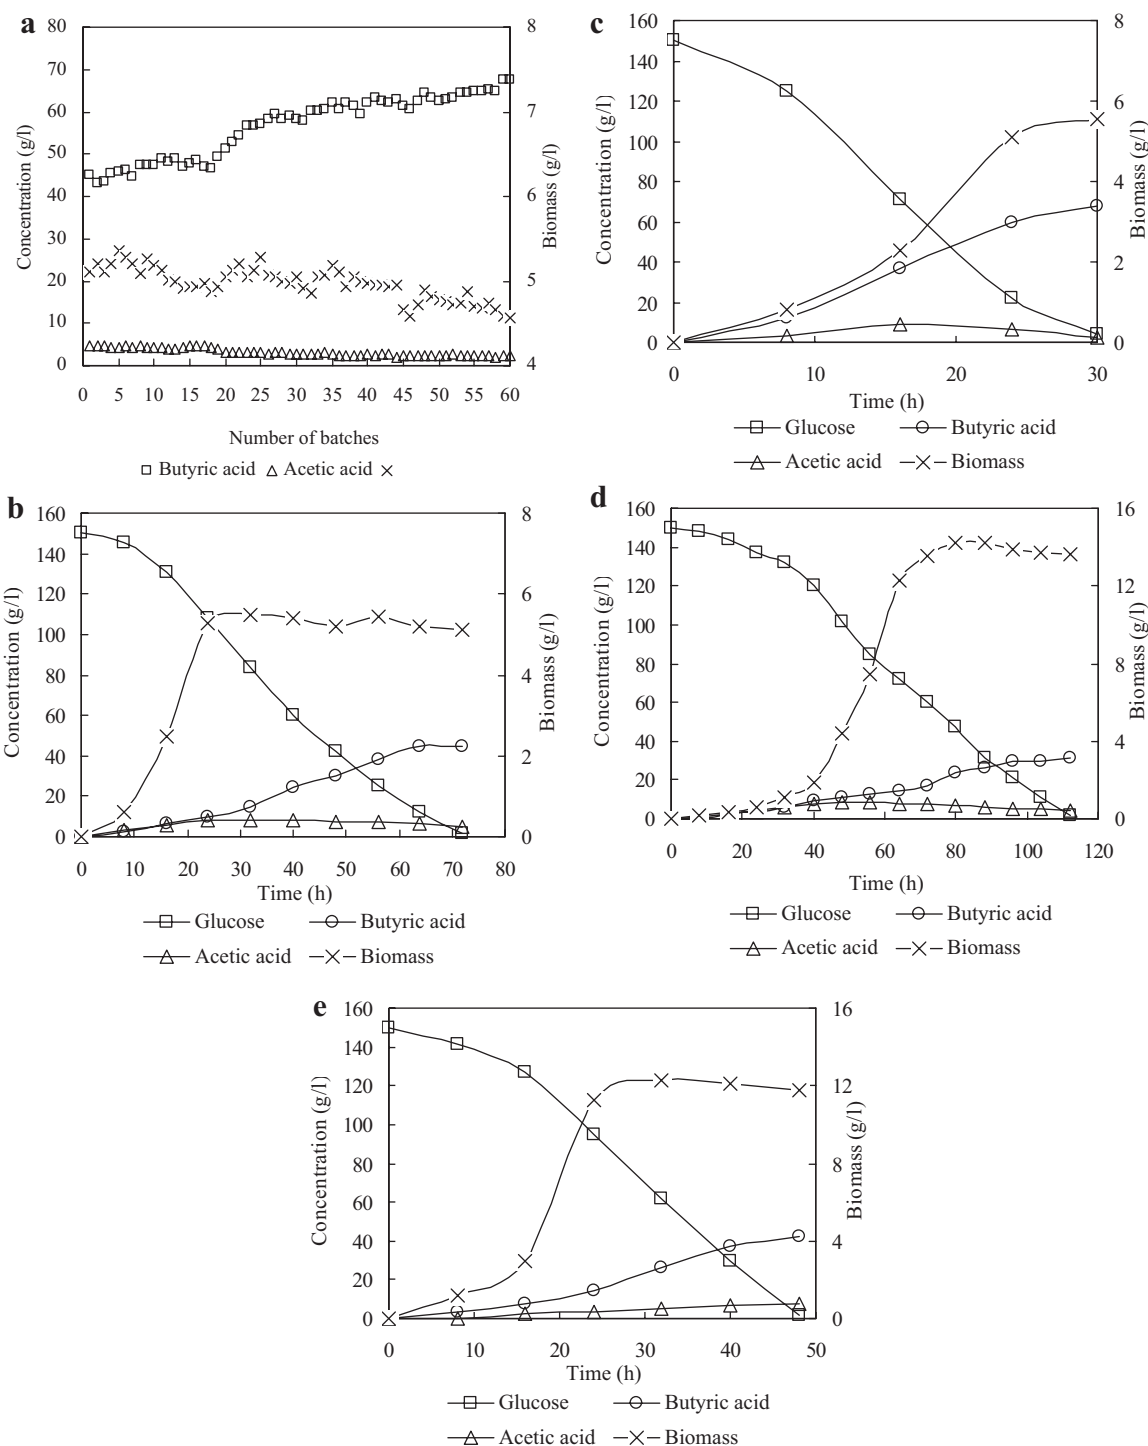 a
80
70
60
50
40
30
20
10
0
Concentration (g/l)
8
7
6
5
4
Biomass (g/l)
0 5 10 15 20 25 30 35 40 45 50 55 60
Number of batches
Butyric acid Acetic acid
c
160
140
120
100
80
60
40
20
0
Concentration (g/l)
8
6
4
2
0
Biomass (g/l)
0 10 20 30
Time (h)
Glucose Butyric acid
Acetic acid Biomass
b
160
140
120
100
80
60
40
20
0
Concentration (g/l)
8
6
4
2
0
Biomass (g/l)
0 10 20 30 40 50 60 70 80
Time (h)
Glucose Butyric acid
Acetic acid Biomass
d
160
140
120
100
80
60
40
20
0
Concentration (g/l)
16
12
8
4
0
Biomass (g/l)
0 20 40 60 80 100 120
Time (h)
Glucose Butyric acid
Acetic acid Biomass
e
160
140
120
100
80
60
40
20
0
Concentration (g/l)
16
12
8
4
0
Biomass (g/l)
0 10 20 30 40 50
Time (h)
Glucose Butyric acid
Acetic acid Biomass